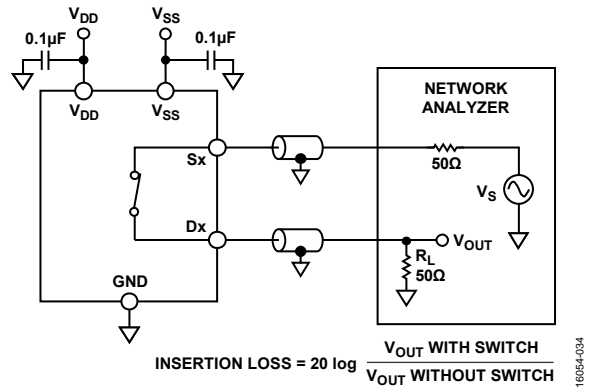 VDD
VSS
0.1µF
0.1µF
VDD
VSS
NETWORK
ANALYZER
Sx
50Ω
VS
Dx
VOUT
RL
50Ω
GND
INSERTION LOSS = 20 log
VOUT WITH SWITCH
VOUT WITHOUT SWITCH
16054-034